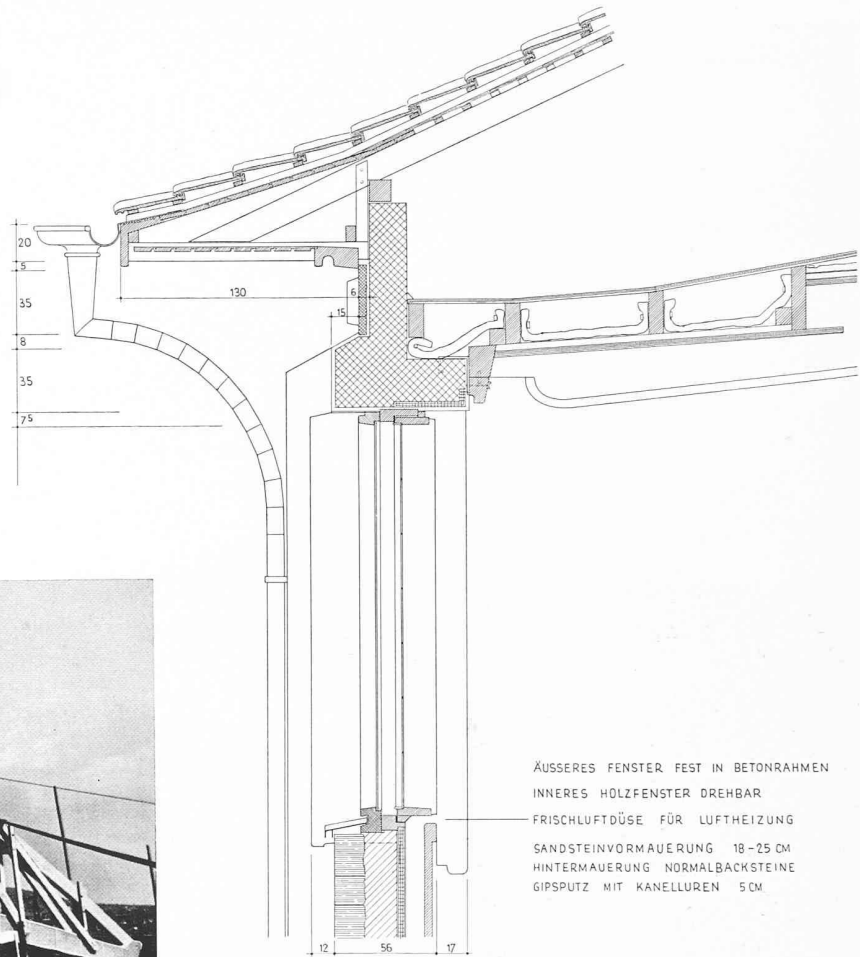 20
5
130
6
35
15
8
35
7⁵
ÄUSSERES FENSTER FEST IN BETONRAHMEN
INNERES HOLZFENSTER DREHBAR
FRISCHLUFTDÜSE FÜR LUFTHEIZUNG
SANDSTEINVORMAUERUNG 18-25 CM
HINTERMAUERUNG NORMALBACKSTEINE
GIPSPUTZ MIT KANELLUREN 5 CM
12 56 17